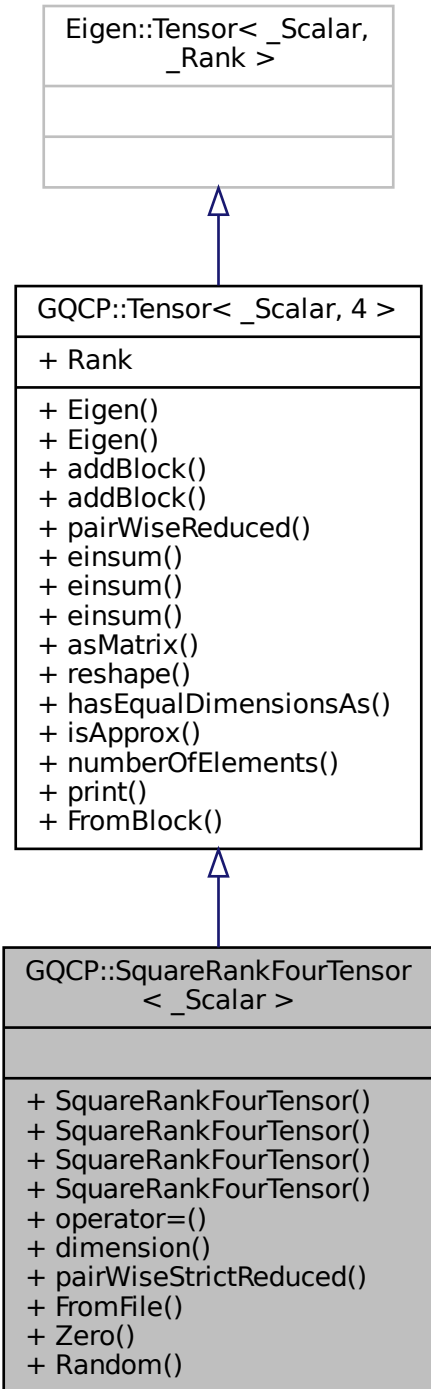 Eigen::Tensor< _Scalar,
_Rank >
GQCP::Tensor< _Scalar, 4 >
+ Rank
+ Eigen()
+ Eigen()
+ addBlock()
+ addBlock()
+ pairWiseReduced()
+ einsum()
+ einsum()
+ einsum()
+ asMatrix()
+ reshape()
+ hasEqualDimensionsAs()
+ isApprox()
+ numberOfElements()
+ print()
+ FromBlock()
GQCP::SquareRankFourTensor
< _Scalar >
+ SquareRankFourTensor()
+ SquareRankFourTensor()
+ SquareRankFourTensor()
+ SquareRankFourTensor()
+ operator=()
+ dimension()
+ pairWiseStrictReduced()
+ FromFile()
+ Zero()
+ Random()